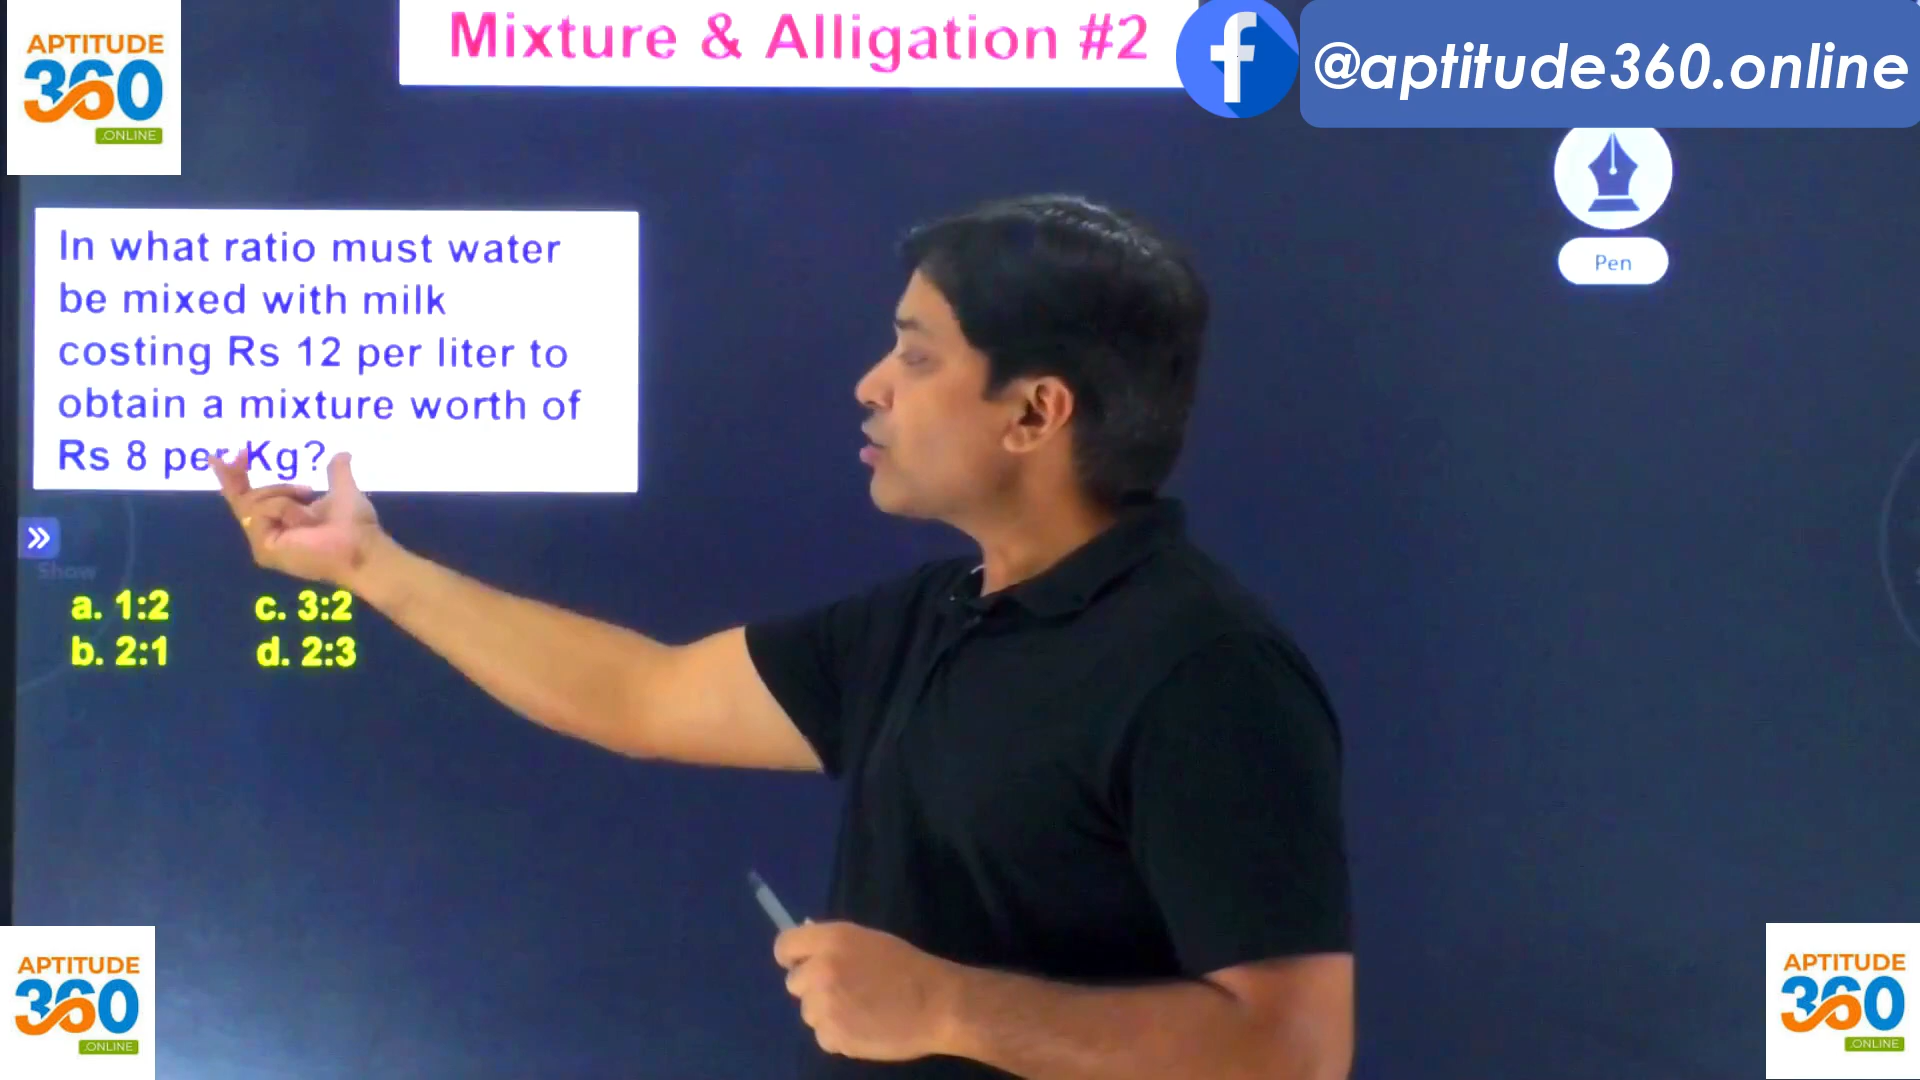 APTITUDE
360
.ONLINE
Mixture & Alligation #2
f @aptitude360.online
Pen
In what ratio must water
be mixed with milk
costing Rs 12 per liter to
obtain a mixture worth of
Rs 8 per Kg?
Show
a. 1:2 c. 3:2
b. 2:1 d. 2:3
APTITUDE
360
.ONLINE
APTITUDE
360
.ONLINE